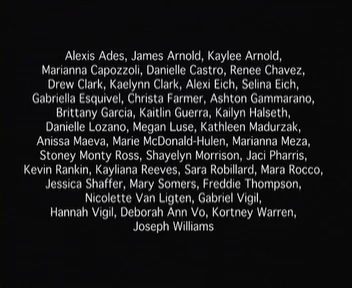 Alexis Ades, James Arnold, Kaylee Arnold,
Marianna Capozzoli, Danielle Castro, Renee Chavez,
Drew Clark, Kaelynn Clark, Alexi Eich, Selina Eich,
Gabriella Esquivel, Christa Farmer, Ashton Gammarano,
Brittany Garcia, Kaitlin Guerra, Kailyn Halseth,
Danielle Lozano, Megan Luse, Kathleen Madurzak,
Anissa Maeva, Marie McDonald-Hulen, Marianna Meza,
Stoney Monty Ross, Shayelyn Morrison, Jaci Pharris,
Kevin Rankin, Kayliana Reeves, Sara Robillard, Mara Rocco,
Jessica Shaffer, Mary Somers, Freddie Thompson,
Nicolette Van Ligten, Gabriel Vigil,
Hannah Vigil, Deborah Ann Vo, Kortney Warren,
Joseph Williams